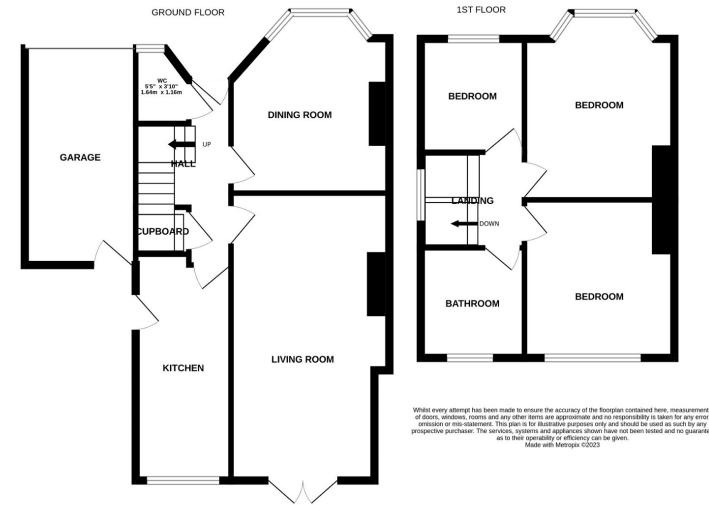 GROUND FLOOR
1ST FLOOR
WC
5'5" x 3'10"
1.64m x 1.16m
BEDROOM
BEDROOM
DINING ROOM
GARAGE
UP
HALL
LANDING
DOWN
CUPBOARD
BEDROOM
BATHROOM
LIVING ROOM
KITCHEN
Whilst every attempt has been made to ensure the accuracy of the floorplan contained here, measurement
of doors, windows, rooms and any other items are approximate and no responsibility is taken for any error,
omission or mis-statement. This plan is for illustrative purposes only and should be used as such by any
prospective purchaser. The services, systems and appliances shown have not been tested and no guarante
as to their operability or efficiency can be given.
Made with Metropix ©2023